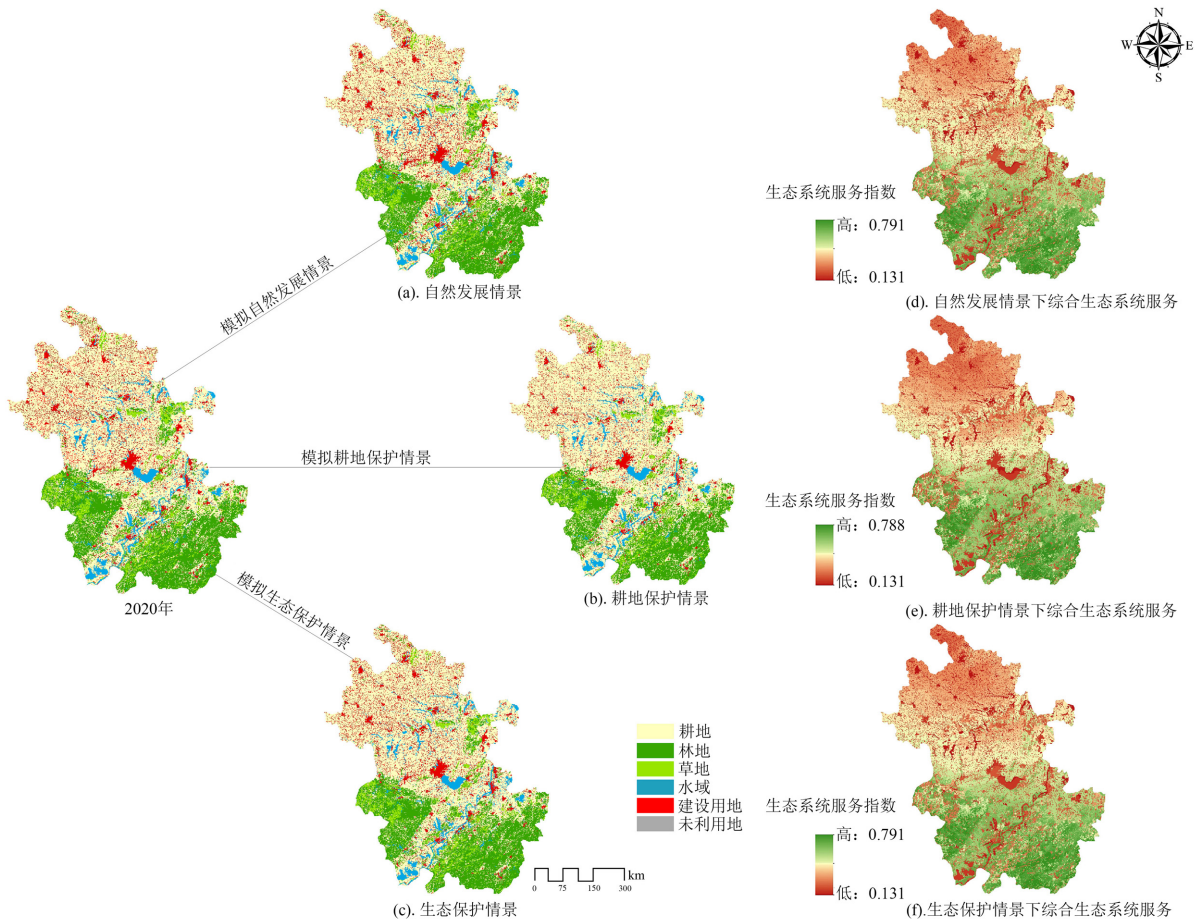 N
W
E
S
生态系统服务指数
高：0.791
低：0.131
模拟自然发展情景
(a). 自然发展情景
(d). 自然发展情景下综合生态系统服务
模拟耕地保护情景
生态系统服务指数
高：0.788
低：0.131
2020年
(b). 耕地保护情景
(e). 耕地保护情景下综合生态系统服务
模拟生态保护情景
耕地
林地
草地
水域
建设用地
未利用地
生态系统服务指数
高：0.791
低：0.131
km
0 75 150 300
(c). 生态保护情景
(f).生态保护情景下综合生态系统服务